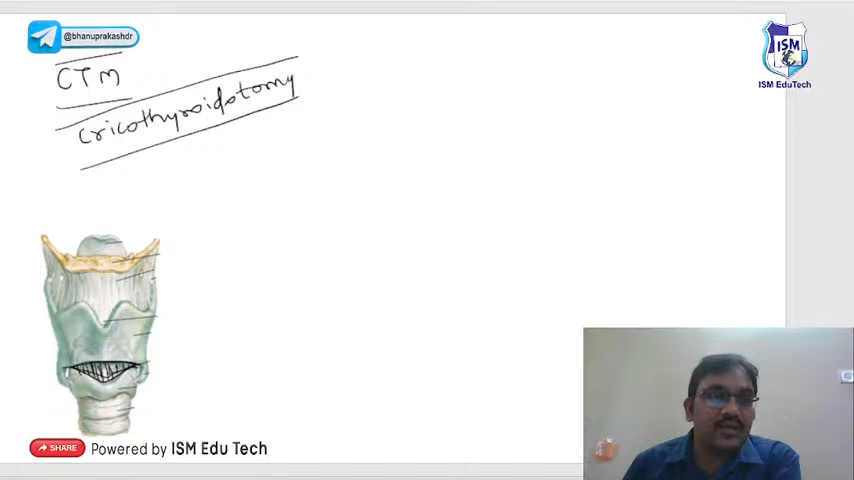 @bhanuprakashdr
ISM
ISM EduTech
CTM
Cricothyroidotomy
SHARE
Powered by ISM Edu Tech